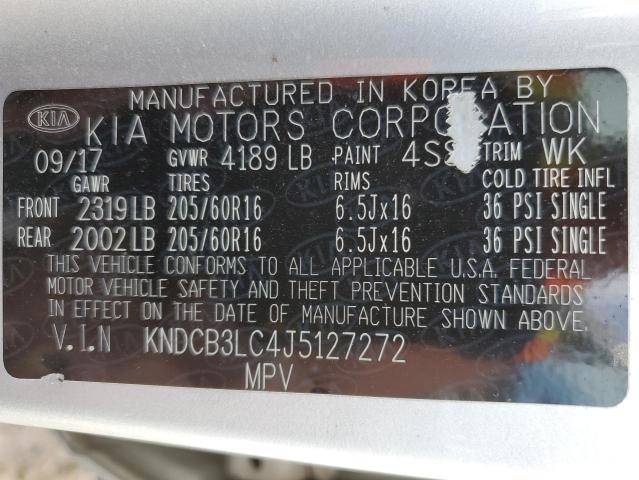 MANUFACTURED IN KOREA BY
KIA KIA MOTORS CORPORATION
09/17 GVWR 4189 LB PAINT TRIM WK
GAWR TIRES RIMS COLD TIRE INFL
FRONT 2319 LB 205/60R16 6.5Jx16 36 PSI SINGLE
REAR 2002 LB 205/60R16 6.5Jx16 36 PSI SINGLE
THIS VEHICLE CONFORMS TO ALL APPLICABLE U.S.A. FEDERAL
MOTOR VEHICLE SAFETY AND THEFT PREVENTION STANDARDS
IN EFFECT ON THE DATE OF MANUFACTURE SHOWN ABOVE.
V.I.N KNDCB3LC4J5127272
MPV